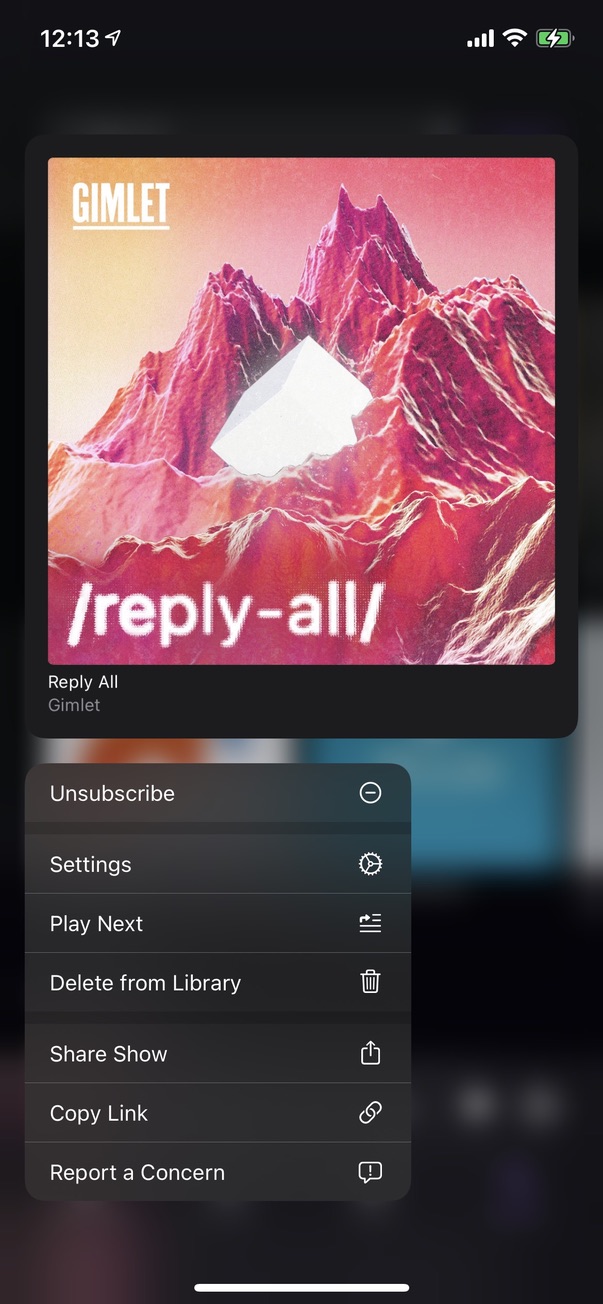 12:13
GIMLET
/reply-all/
Reply All
Gimlet
Unsubscribe
Settings
Play Next
Delete from Library
Share Show
Copy Link
Report a Concern